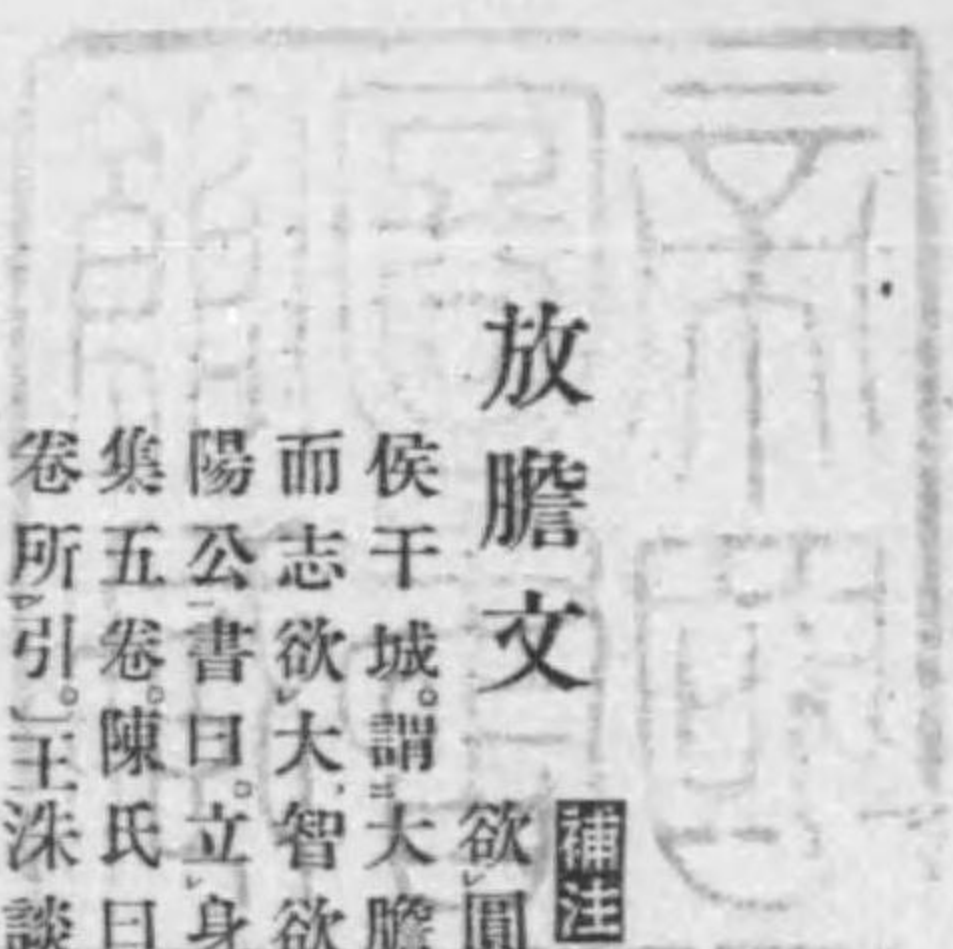 放膽文
補注
欲圓
侯干城。謂大膽
而志欲大、智欲
陽公書曰。立身
集五卷。陳氏曰
卷所引。〕王洙談